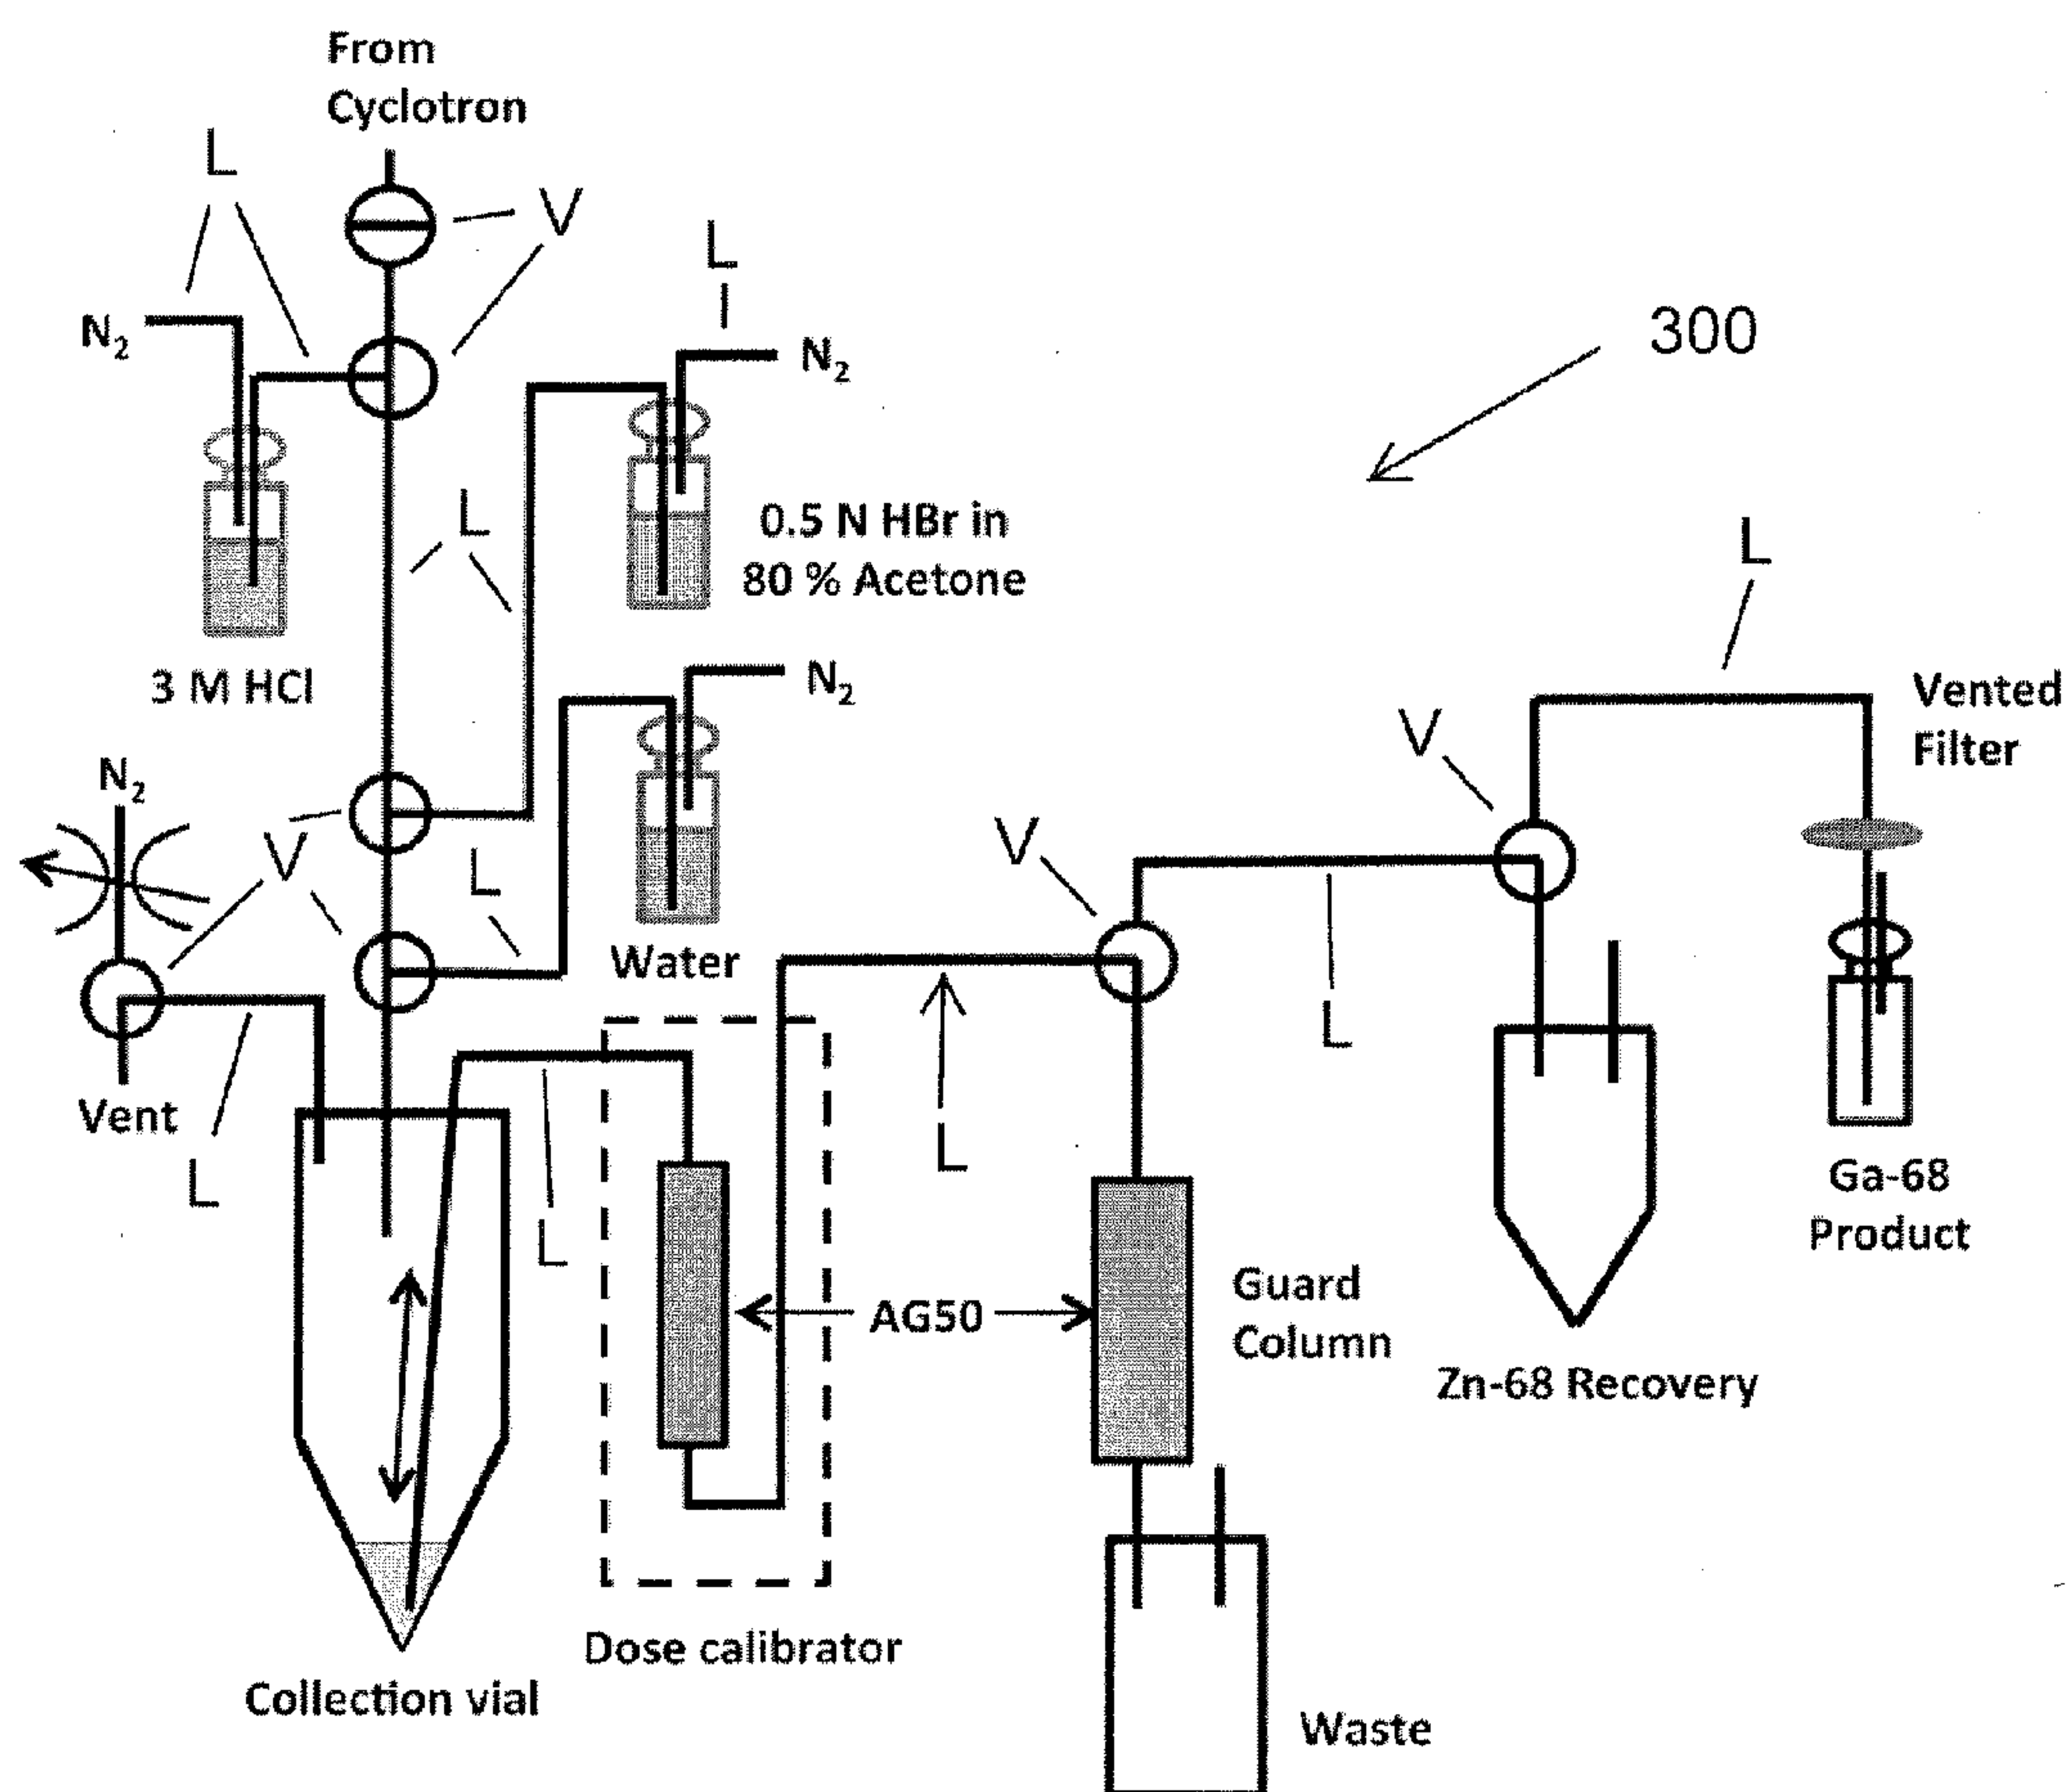 From
Cyclotron
L
V
L
N₂
N₂
300
0.5 N HBr in
80 % Acetone
L
L
3 M HCl
N₂
Vented
Filter
V
N₂
V
V
L
Water
L
Vent
L
L
L
Ga-68
Product
AG50
Guard
Column
Zn-68 Recovery
Dose calibrator
Collection vial
Waste